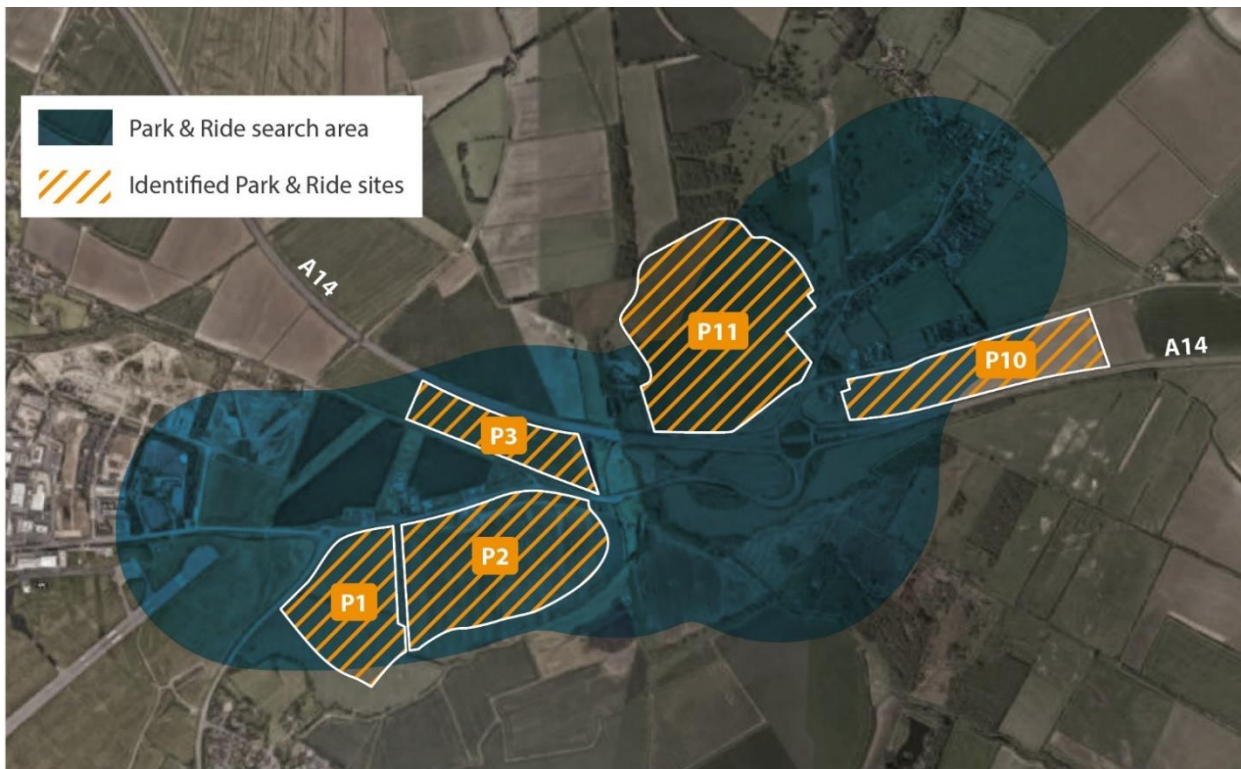 Park & Ride search area
Identified Park & Ride sites
A14
P11
P10
A14
P3
P2
P1